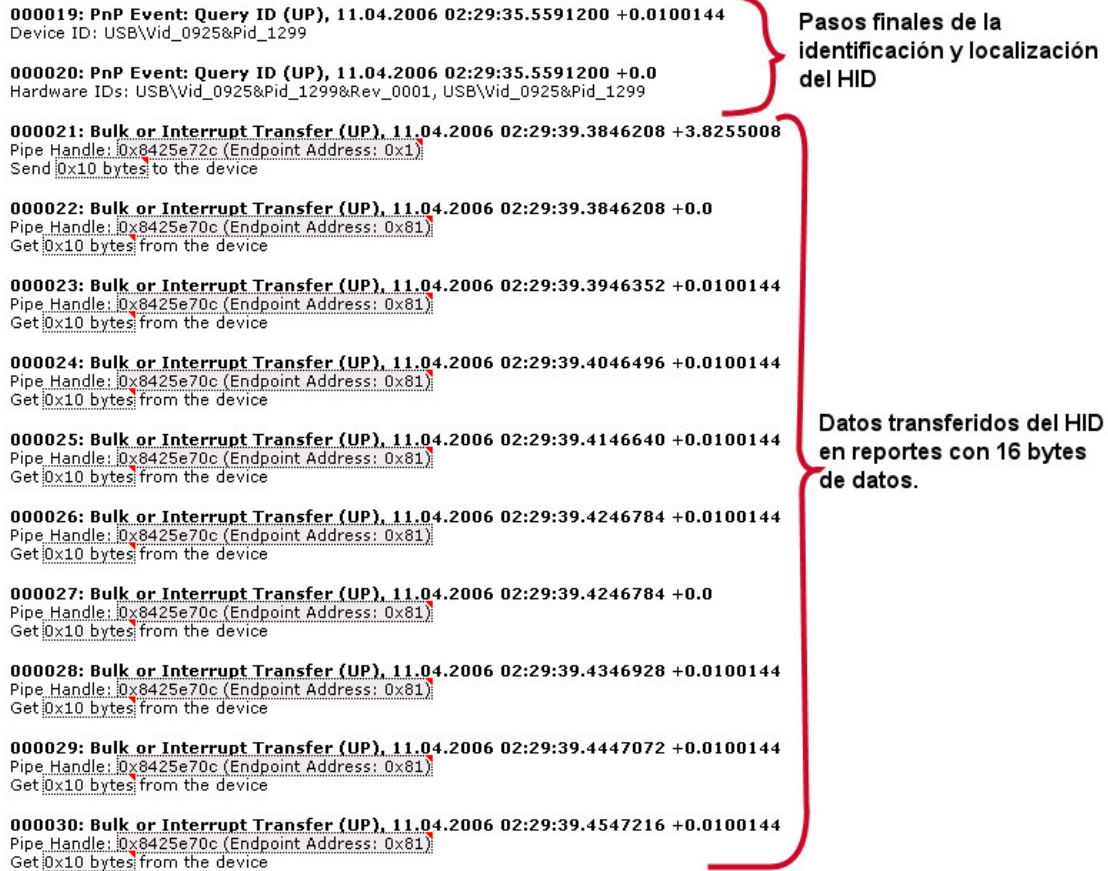 000019: PnP Event: Query ID (UP), 11.04.2006 02:29:35.5591200 +0.0100144
Device ID: USB\Vid_0925&Pid_1299
000020: PnP Event: Query ID (UP), 11.04.2006 02:29:35.5591200 +0.0
Hardware IDs: USB\Vid_0925&Pid_1299&Rev_0001, USB\Vid_0925&Pid_1299
Pasos finales de la
identificación y localización
del HID
000021: Bulk or Interrupt Transfer (UP), 11.04.2006 02:29:39.3846208 +3.8255008
Pipe Handle: 0x8425e72c (Endpoint Address: 0x1)
Send 0x10 bytes to the device
000022: Bulk or Interrupt Transfer (UP), 11.04.2006 02:29:39.3846208 +0.0
Pipe Handle: 0x8425e70c (Endpoint Address: 0x81)
Get 0x10 bytes from the device
000023: Bulk or Interrupt Transfer (UP), 11.04.2006 02:29:39.3946352 +0.0100144
Pipe Handle: 0x8425e70c (Endpoint Address: 0x81)
Get 0x10 bytes from the device
000024: Bulk or Interrupt Transfer (UP), 11.04.2006 02:29:39.4046496 +0.0100144
Pipe Handle: 0x8425e70c (Endpoint Address: 0x81)
Get 0x10 bytes from the device
000025: Bulk or Interrupt Transfer (UP), 11.04.2006 02:29:39.4146640 +0.0100144
Pipe Handle: 0x8425e70c (Endpoint Address: 0x81)
Get 0x10 bytes from the device
000026: Bulk or Interrupt Transfer (UP), 11.04.2006 02:29:39.4246784 +0.0100144
Pipe Handle: 0x8425e70c (Endpoint Address: 0x81)
Get 0x10 bytes from the device
000027: Bulk or Interrupt Transfer (UP), 11.04.2006 02:29:39.4246784 +0.0
Pipe Handle: 0x8425e70c (Endpoint Address: 0x81)
Get 0x10 bytes from the device
000028: Bulk or Interrupt Transfer (UP), 11.04.2006 02:29:39.4346928 +0.0100144
Pipe Handle: 0x8425e70c (Endpoint Address: 0x81)
Get 0x10 bytes from the device
000029: Bulk or Interrupt Transfer (UP), 11.04.2006 02:29:39.4447072 +0.0100144
Pipe Handle: 0x8425e70c (Endpoint Address: 0x81)
Get 0x10 bytes from the device
000030: Bulk or Interrupt Transfer (UP), 11.04.2006 02:29:39.4547216 +0.0100144
Pipe Handle: 0x8425e70c (Endpoint Address: 0x81)
Get 0x10 bytes from the device
Datos transferidos del HID
en reportes con 16 bytes
de datos.